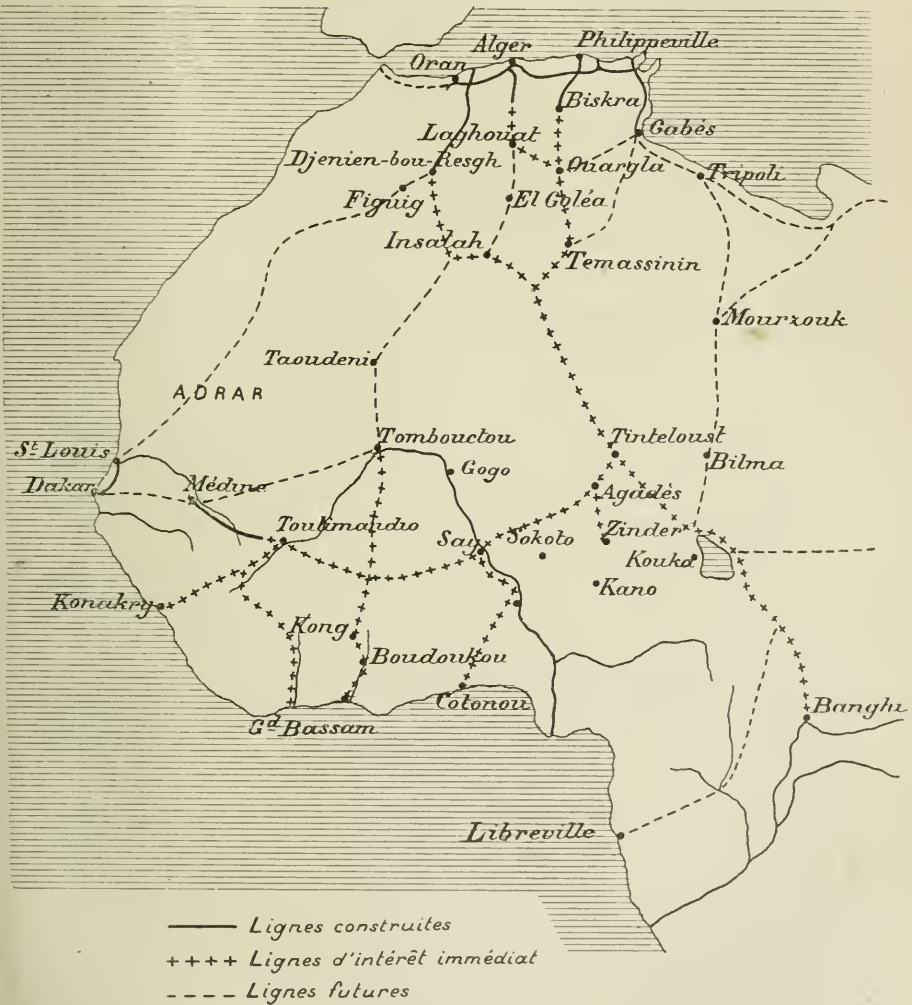 Alger
Philippeville
Oran
Biskra
Laghouat
Gabés
Djenien-bou-Resgh
Ouargla
Tripoli
Figuig
El Goléa
Insalah
Temassinin
Mourzouk
Taoudeni
ADRAR
Tombouctou
Tinteloust
St. Louis
Gogo
Bilma
Dakar
Médine
Agadès
Toulimandio
Say
Sokoto
Zinder
Kouka
Kano
Konakry
Kong
Boudoukou
Cotonou
Gd Bassam
Banghi
Libreville
Lignes construites
Lignes d'intérêt immédiat
Lignes futures